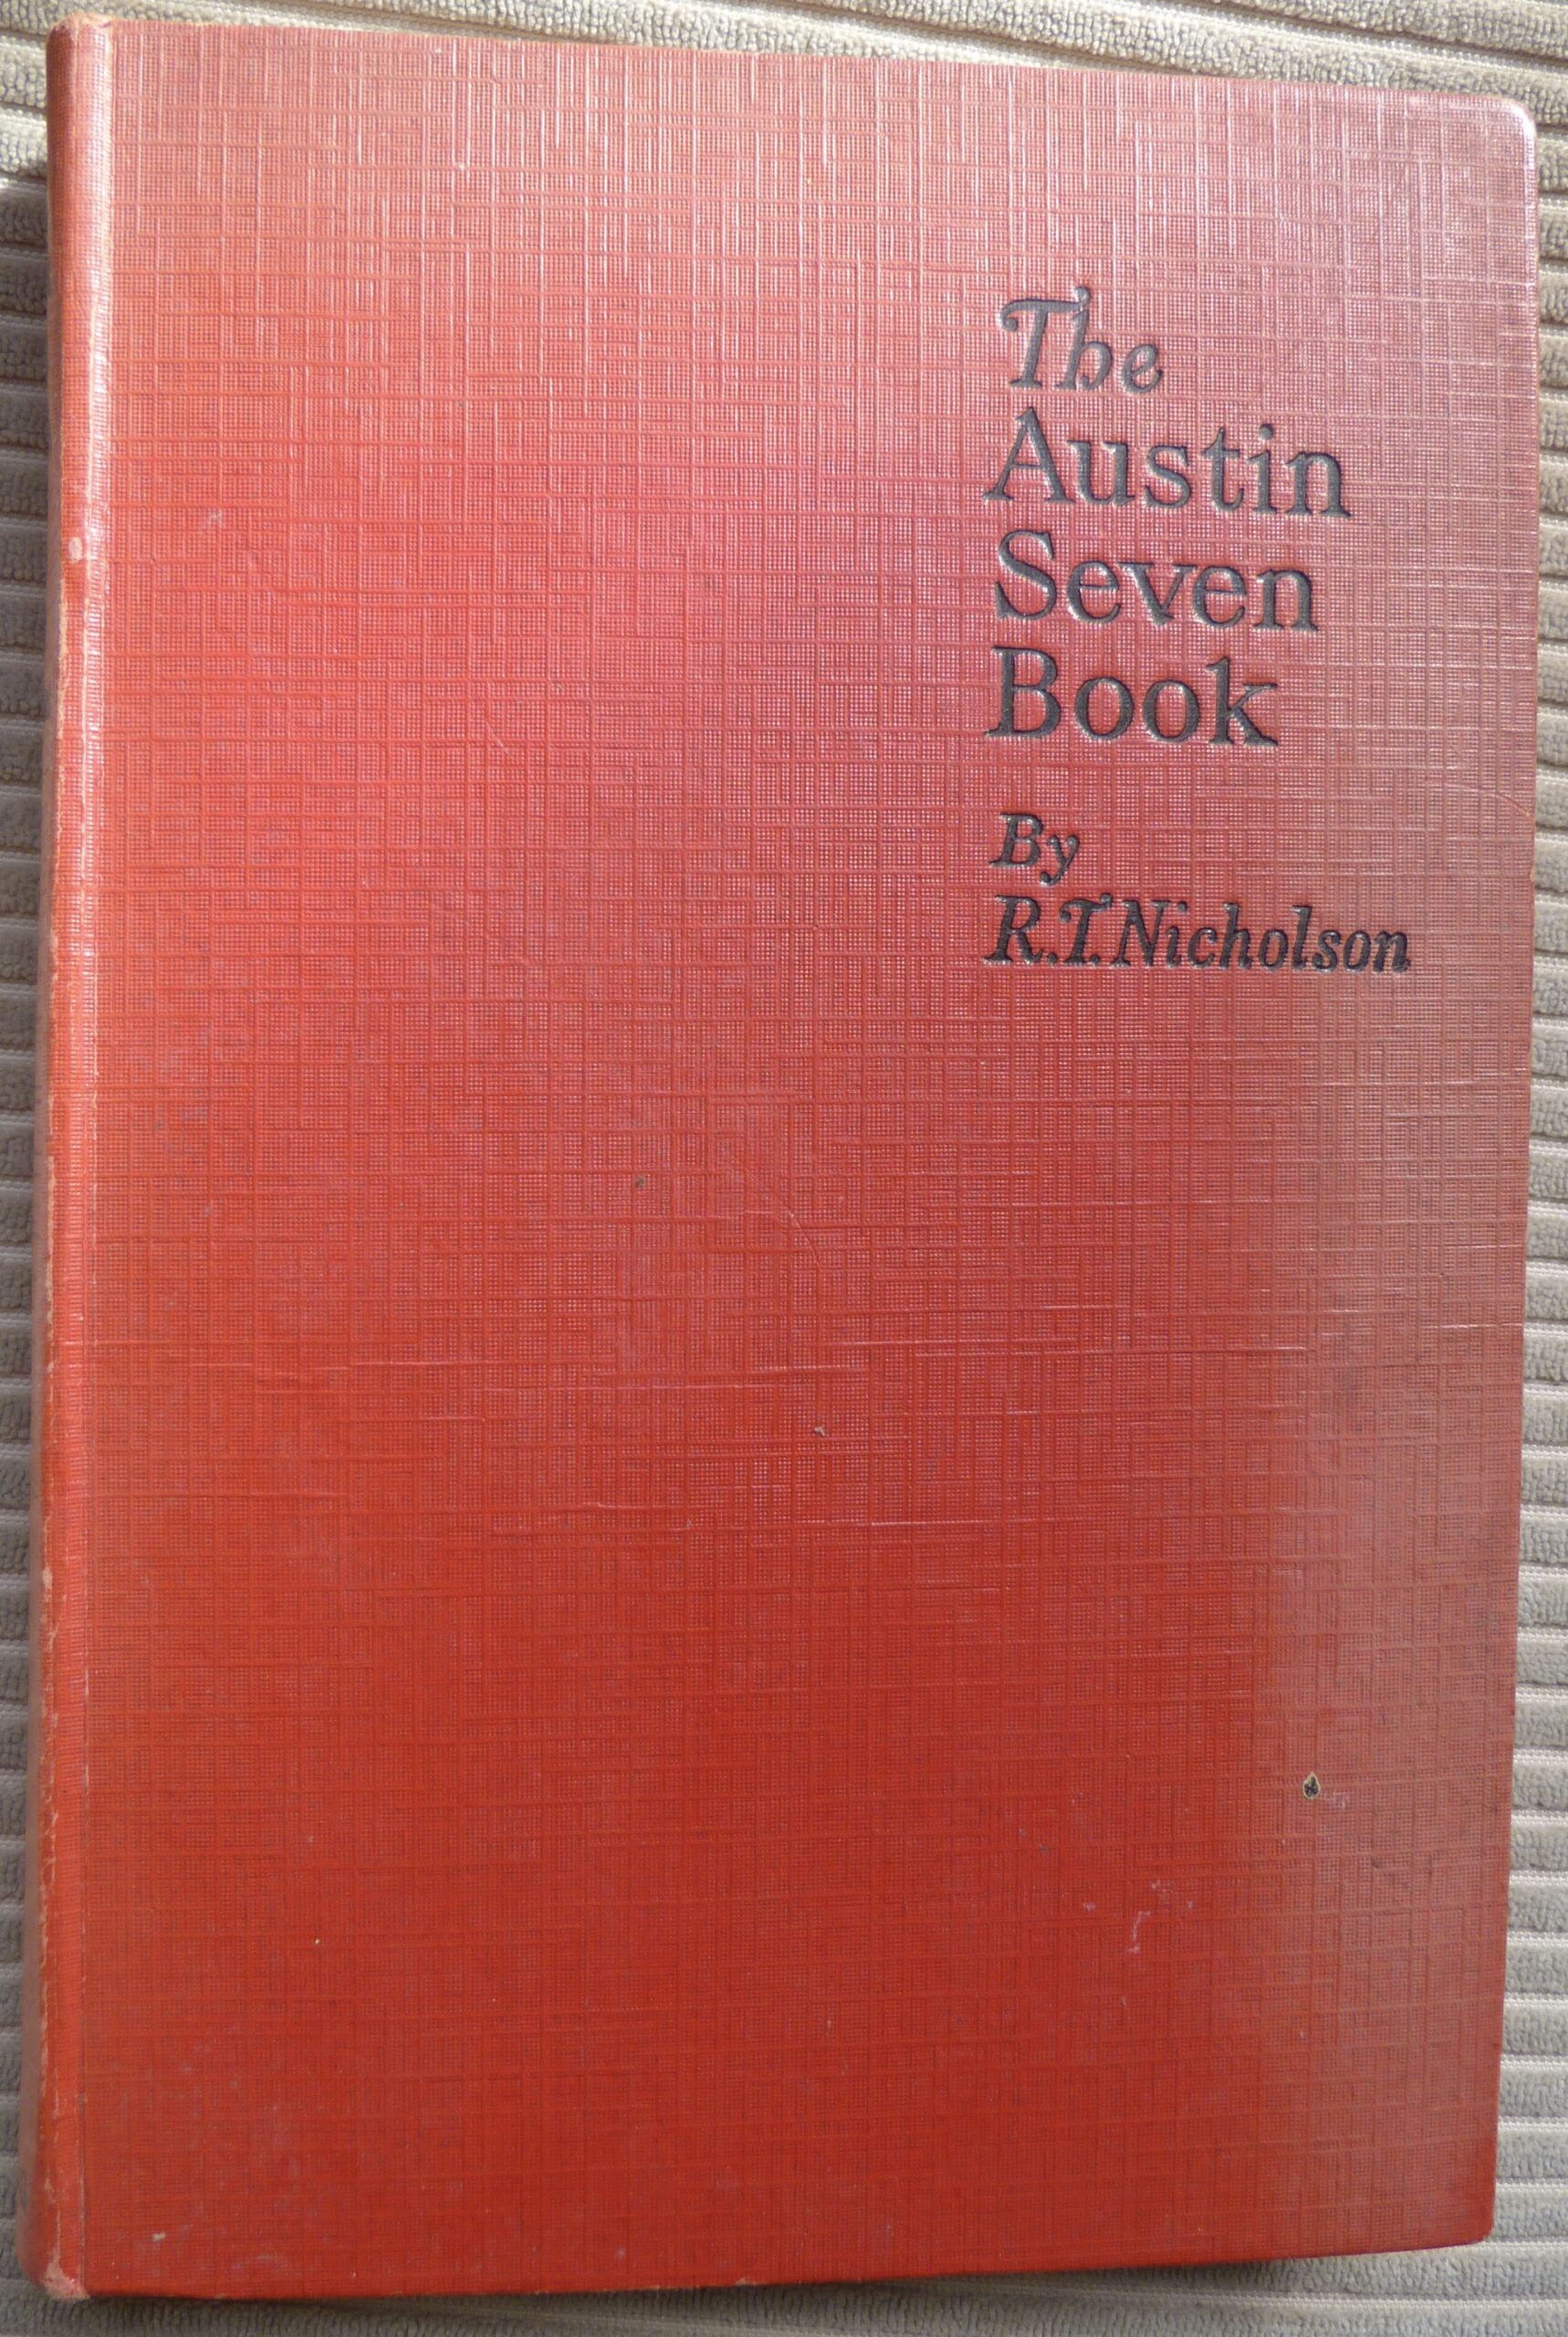 The
Austin
Seven
Book
By
R.T. Nicholson